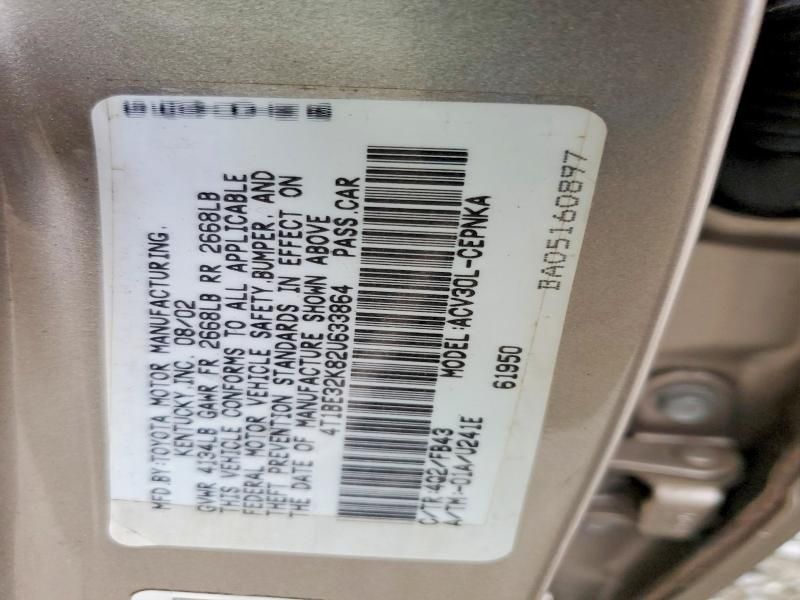 MFD.BY:TOYOTA MOTOR MANUFACTURING,
KENTUCKY,INC. 08/02
GVWR 4134LB GAWR FR 2668LB RR 2668LB
THIS VEHICLE CONFORMS TO ALL APPLICABLE
FEDERAL MOTOR VEHICLE SAFETY,BUMPER, AND
THEFT PREVENTION STANDARDS IN EFFECT ON
THE DATE OF MANUFACTURE SHOWN ABOVE
4T1BE32K82U633864 PASS.CAR
C/TR:4Q2/FB43 MODEL:ACV30L-CEPNKA
A/TM:-01A/U241E 61950
BA05160897